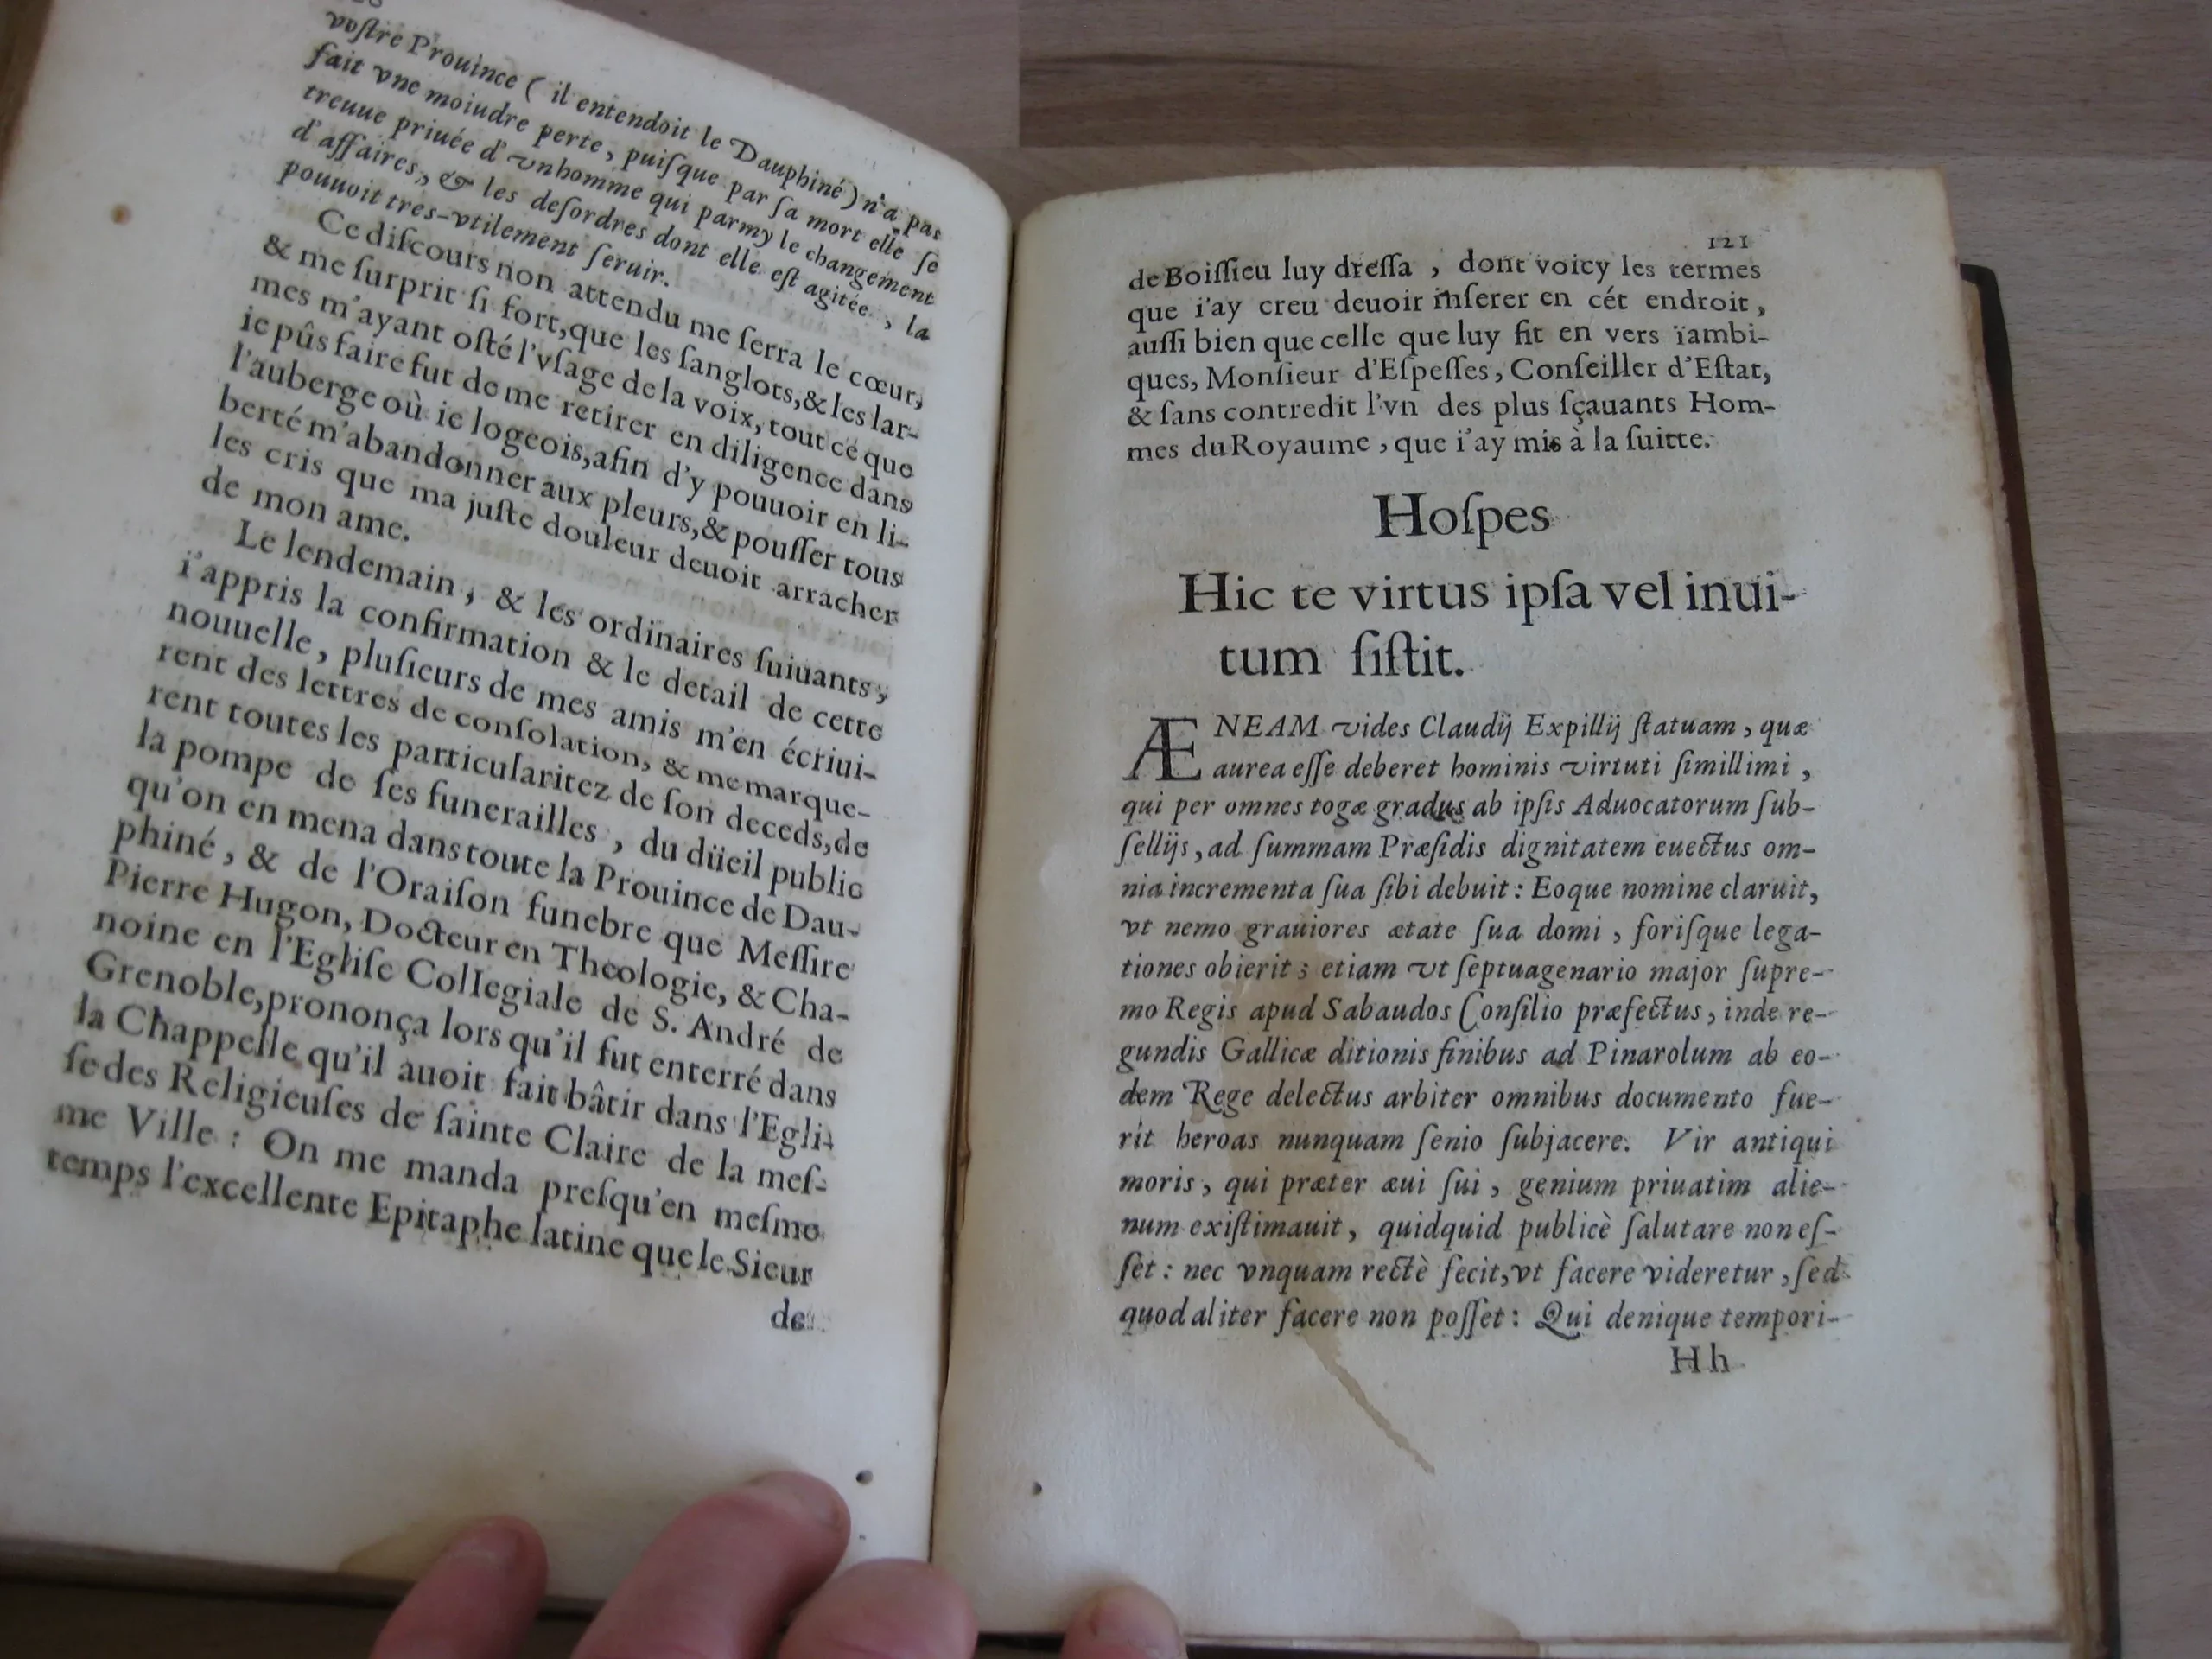 voſtre Prouince ( il entendoit le Dauphiné ) n'a pas
fait vne moiudre perte, puiſque par ſa mort elle ſe
treuue priuée d'vnhomme qui parmy le changement
d'affaires, & les deſordres dont elle eſt agitée, la
pouuoit tres-vtilement ſeruir.
Ce diſcours non attendu me ſerra le cœur,
& me ſurprit ſi fort, que les ſanglots, & les lar-
mes m'ayant oſté l'vſage de la voix, tout ce que
ie pûs faire fut de me retirer en diligence dans
l'auberge où ie logeois, afin d'y pouuoir en li-
berté m'abandonner aux pleurs, & pouſſer tous
les cris que ma juſte douleur deuoit arracher
de mon ame.
Le lendemain, & les ordinaires ſuiuants,
i'appris la confirmation & le detail de cette
nouuelle, pluſieurs de mes amis m'en écriui-
rent des lettres de conſolation, & me marque-
rent toutes les particularitez de ſon deceds, de
la pompe de ſes funerailles, du düeil public
qu'on en mena dans toute la Prouince de Dau-
phiné, & de l'Oraiſon funebre que Meſſire
Pierre Hugon, Docteur en Theologie, & Cha-
noine en l'Egliſe Collegiale de S. André de
Grenoble, prononça lors qu'il fut enterré dans
la Chappelle qu'il auoit fait bâtir dans l'Egli-
ſe des Religieuſes de ſainte Claire de la meſ-
me Ville : On me manda preſqu'en meſme
temps l'excellente Epitaphe latine que le Sieur
de
121
de Boiſſieu luy dreſſa , dont voicy les termes
que i'ay creu deuoir inſerer en cét endroit,
auſſi bien que celle que luy fit en vers ïambi-
ques, Monſieur d'Eſpeſſes, Conſeiller d'Eſtat,
& ſans contredit l'vn des plus ſçauants Hom-
mes du Royaume, que i'ay mis à la ſuitte.
Hoſpes
Hic te virtus ipſa vel inui-
tum ſiſtit.
ÆNEAM vides Claudij Expillij ſtatuam, quæ
aurea eſſe deberet hominis virtuti ſimillimi,
qui per omnes togæ gradus ab ipſis Aduocatorum ſub-
ſellijs, ad ſummam Præſidis dignitatem euectus om-
nia incrementa ſua ſibi debuit : Eoque nomine claruit,
vt nemo grauiores ætate ſua domi, foriſque lega-
tiones obierit ; etiam vt ſeptuagenario major ſupre-
mo Regis apud Sabaudos Conſilio præfectus, inde re-
gundis Gallicæ ditionis finibus ad Pinarolum ab eo-
dem Rege delectus arbiter omnibus documento fue-
rit heroas nunquam ſenio ſubjacere. Vir antiqui
moris, qui præter æui ſui, genium priuatim alie-
num exiſtimauit, quidquid publicè ſalutare non eſ-
ſet : nec vnquam rectè fecit, vt facere videretur, ſed
quod aliter facere non poſſet : Qui denique tempori-
Hh